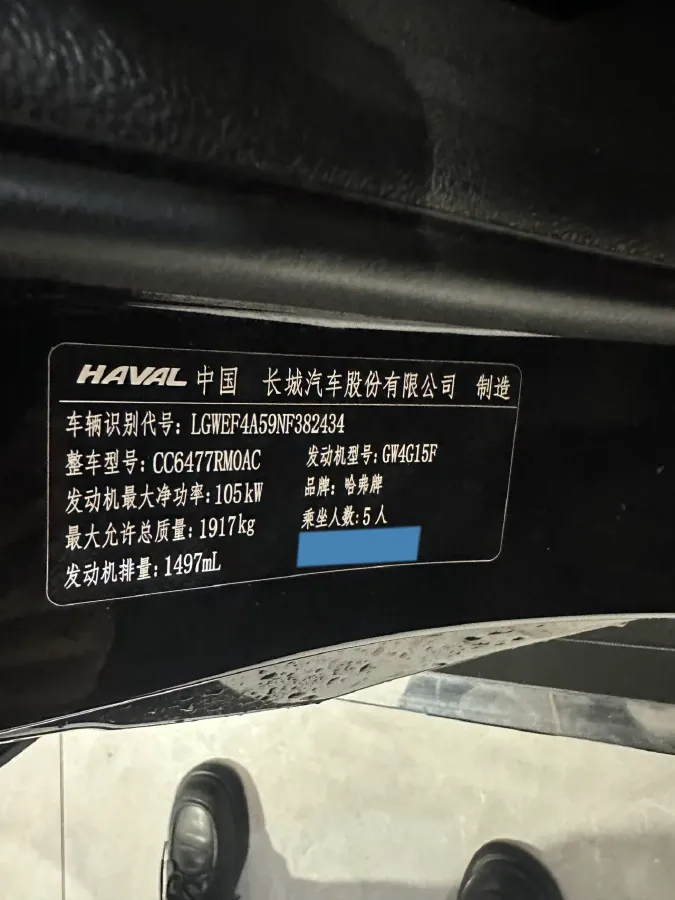 HAVAL 中国 长城汽车股份有限公司 制造
车辆识别代号: LGWEF4A59NF382434
整车型号: CC6477RM0AC 发动机型号: GW4G15F
发动机最大净功率: 105kW 品牌: 哈弗牌
最大允许总质量: 1917kg 乘坐人数: 5人
发动机排量: 1497mL